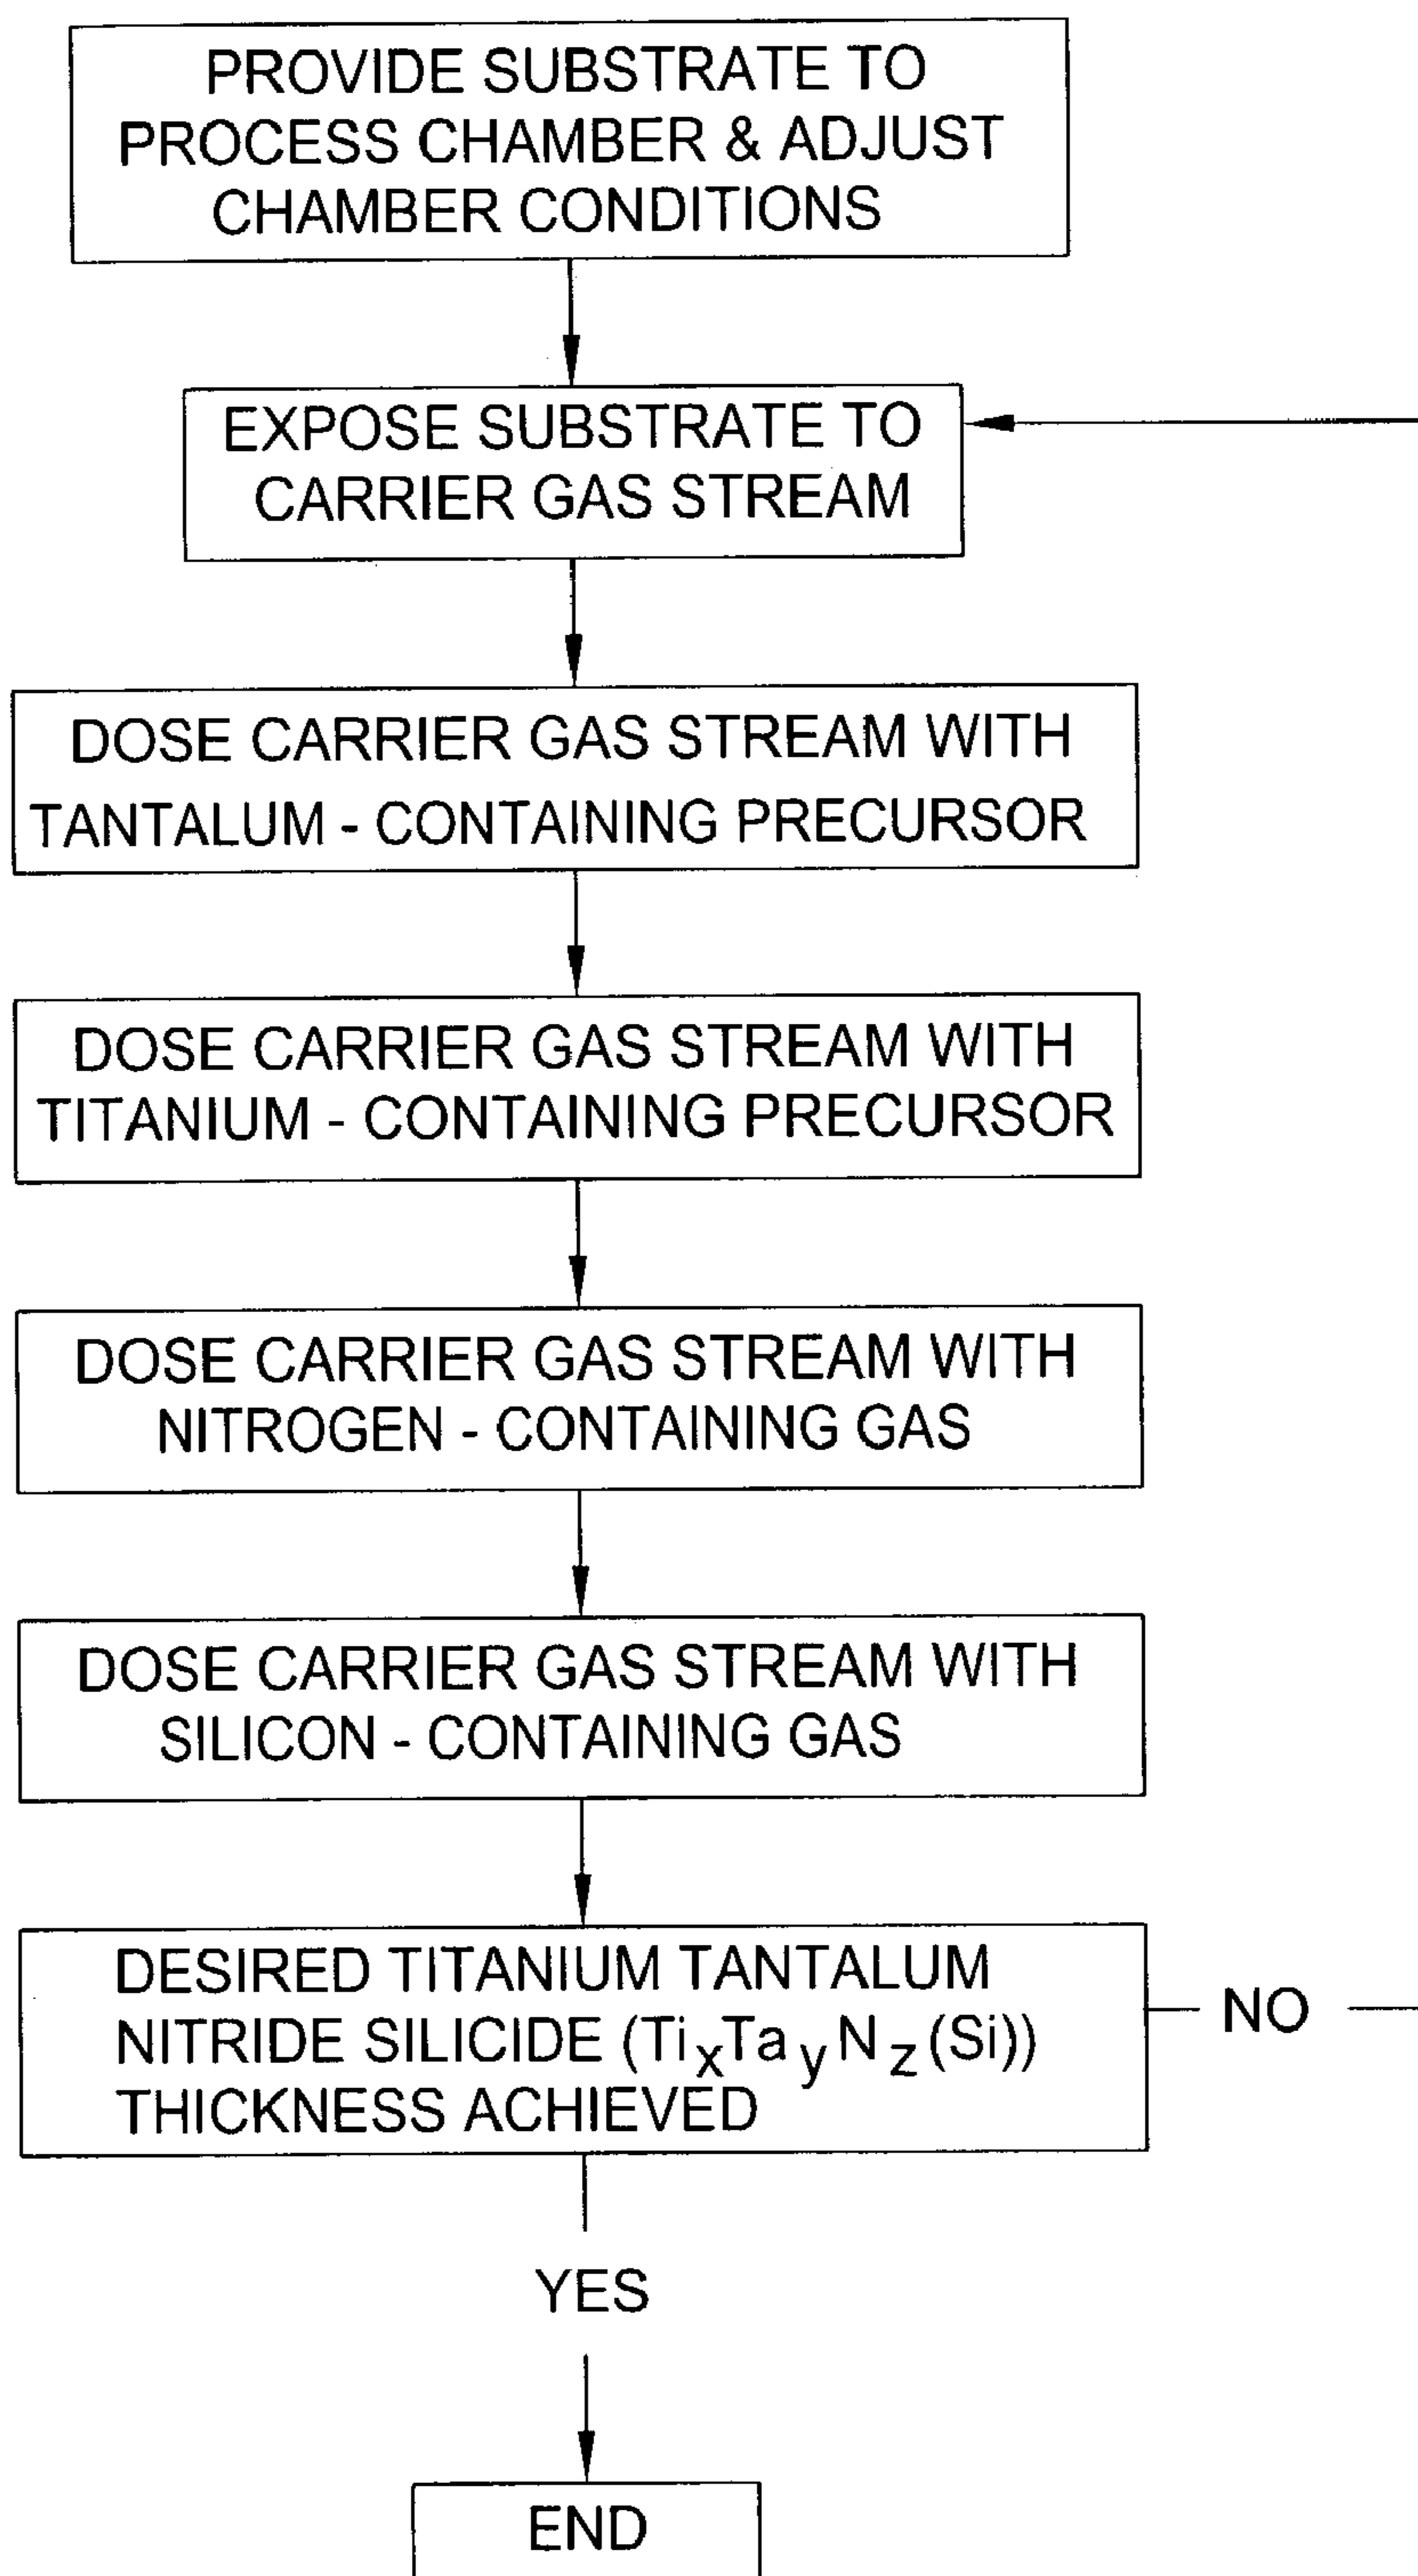 PROVIDE SUBSTRATE TO
PROCESS CHAMBER & ADJUST
CHAMBER CONDITIONS
EXPOSE SUBSTRATE TO
CARRIER GAS STREAM
DOSE CARRIER GAS STREAM WITH
TANTALUM - CONTAINING PRECURSOR
DOSE CARRIER GAS STREAM WITH
TITANIUM - CONTAINING PRECURSOR
DOSE CARRIER GAS STREAM WITH
NITROGEN - CONTAINING GAS
DOSE CARRIER GAS STREAM WITH
SILICON - CONTAINING GAS
DESIRED TITANIUM TANTALUM
NITRIDE SILICIDE (TixTayNz(Si))
THICKNESS ACHIEVED
NO
YES
END